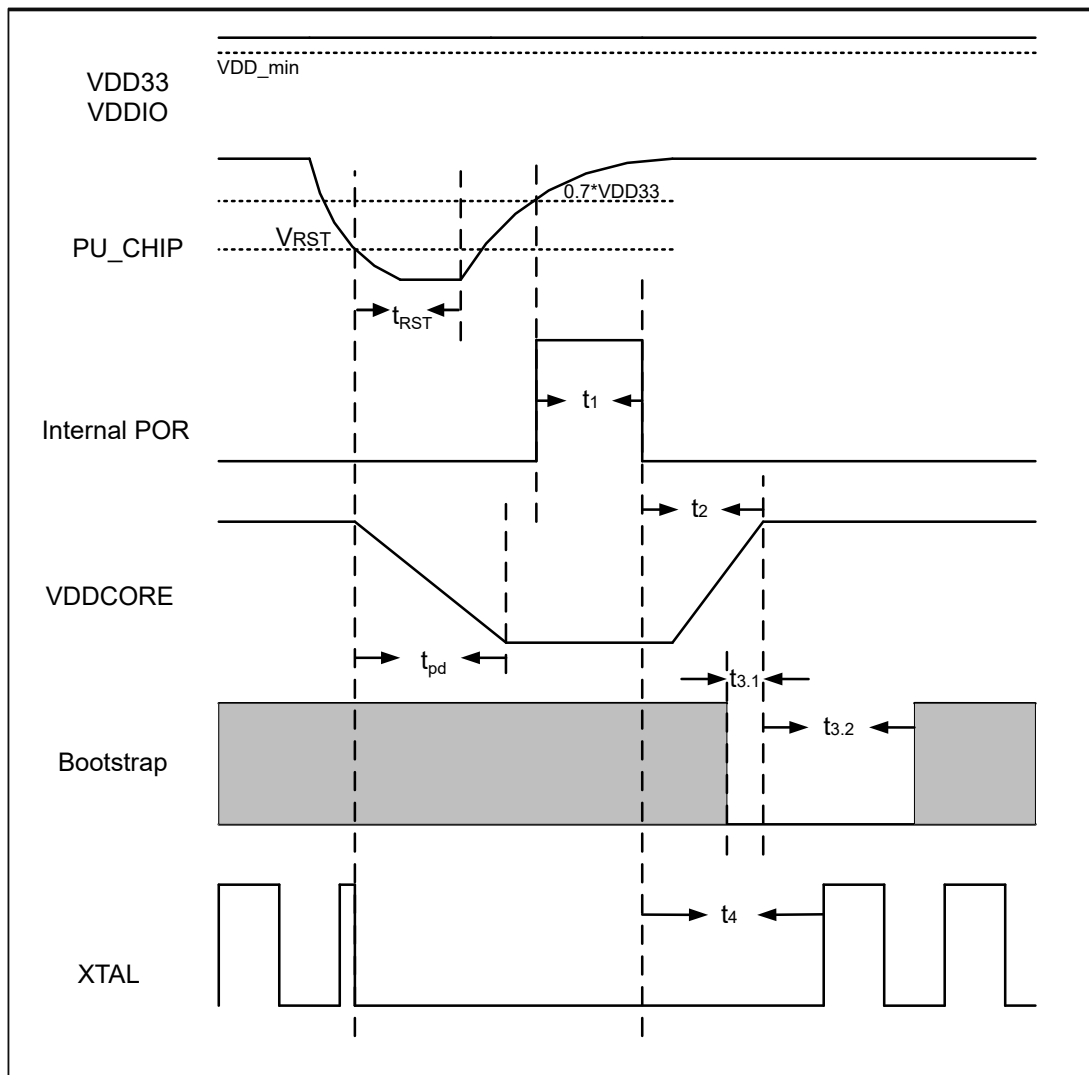 VDD_min
VDD33
VDDIO
0.7*VDD33
VRST
PU_CHIP
tRST
t1
Internal POR
t2
VDDCORE
tpd
t3.1
t3.2
Bootstrap
t4
XTAL